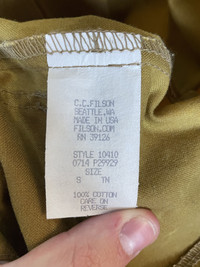 C.C.FILSON
SEATTLE,WA
MADE IN USA
FILSON.COM
RN 39126
STYLE 10410
0714 P29929
SIZE
S TN
100% COTTON
CARE ON
REVERSE